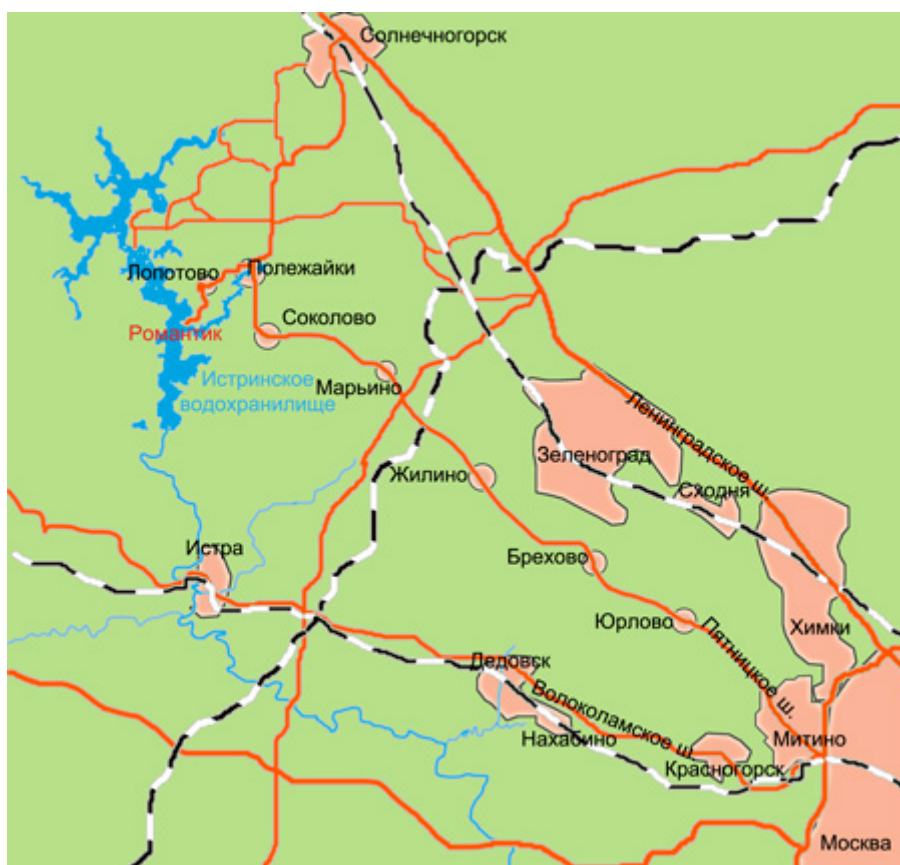 Солнечногорск
Лопотово
Полежайки
Соколово
Романтик
Истринское
водохранилище
Марьино
Ленинградское ш.
Зеленоград
Жилино
Сходня
Истра
Брехово
Юрлово
Пятницкое ш.
Химки
Дедовск
Волоколамское ш.
Нахабино
Митино
Красногорск
Москва